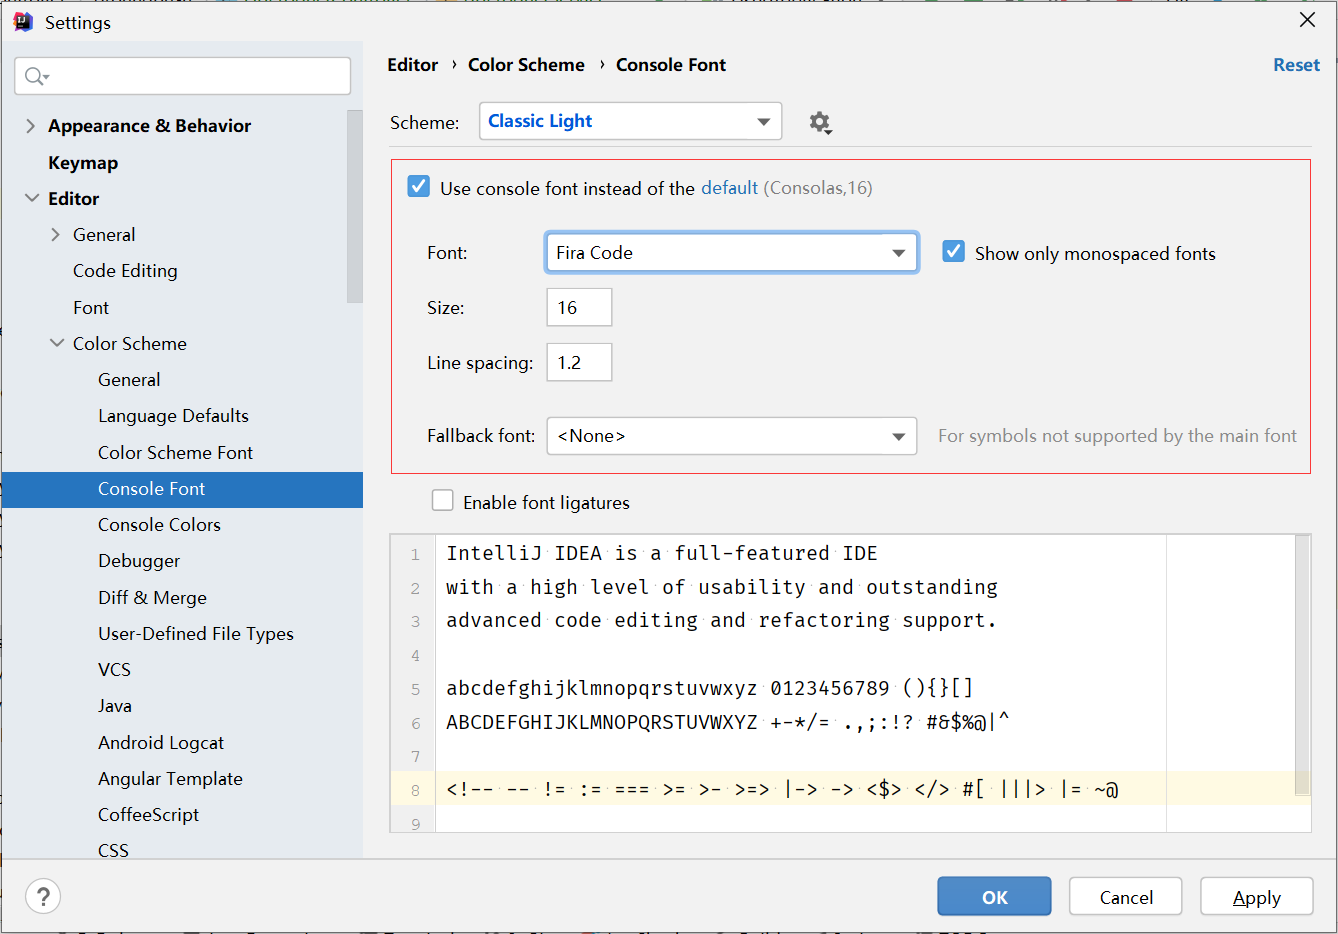 Settings
Editor › Color Scheme › Console Font
Reset
Appearance & Behavior
Keymap
Editor
General
Code Editing
Font
Color Scheme
General
Language Defaults
Color Scheme Font
Console Font
Console Colors
Debugger
Diff & Merge
User-Defined File Types
VCS
Java
Android Logcat
Angular Template
CoffeeScript
CSS
Scheme: Classic Light
Use console font instead of the default (Consolas,16)
Font: Fira Code
Show only monospaced fonts
Size: 16
Line spacing: 1.2
Fallback font: <None>
For symbols not supported by the main font
Enable font ligatures
1 IntelliJ IDEA is a full-featured IDE
2 with a high level of usability and outstanding
3 advanced code editing and refactoring support.
4
5 abcdefghijklmnopqrstuvwxyz 0123456789 (){}[]
6 ABCDEFGHIJKLMNOPQRSTUVWXYZ +-*/= .,;:!? #&$%@|^
7
8 <!-- -- != := === >= >- >=> |-> -> <$> </> #[ |||> |= ~@
9
?
OK
Cancel
Apply